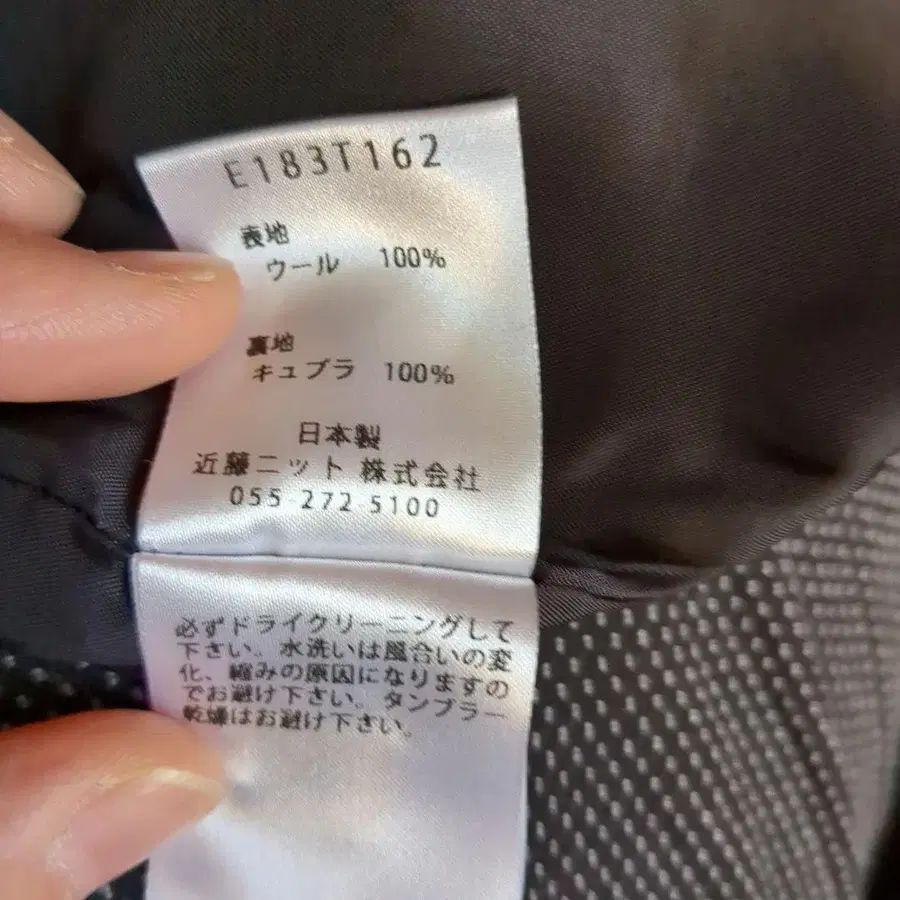 E183T162
表地
ウール 100%
裏地
キュプラ 100%
日本製
近藤ニット 株式会社
055-272-5100
必ずドライクリーニングして
下さい。水洗いは風合いの変
化、縮みの原因になりますの
でお避け下さい。タンブラー
乾燥はお避け下さい。